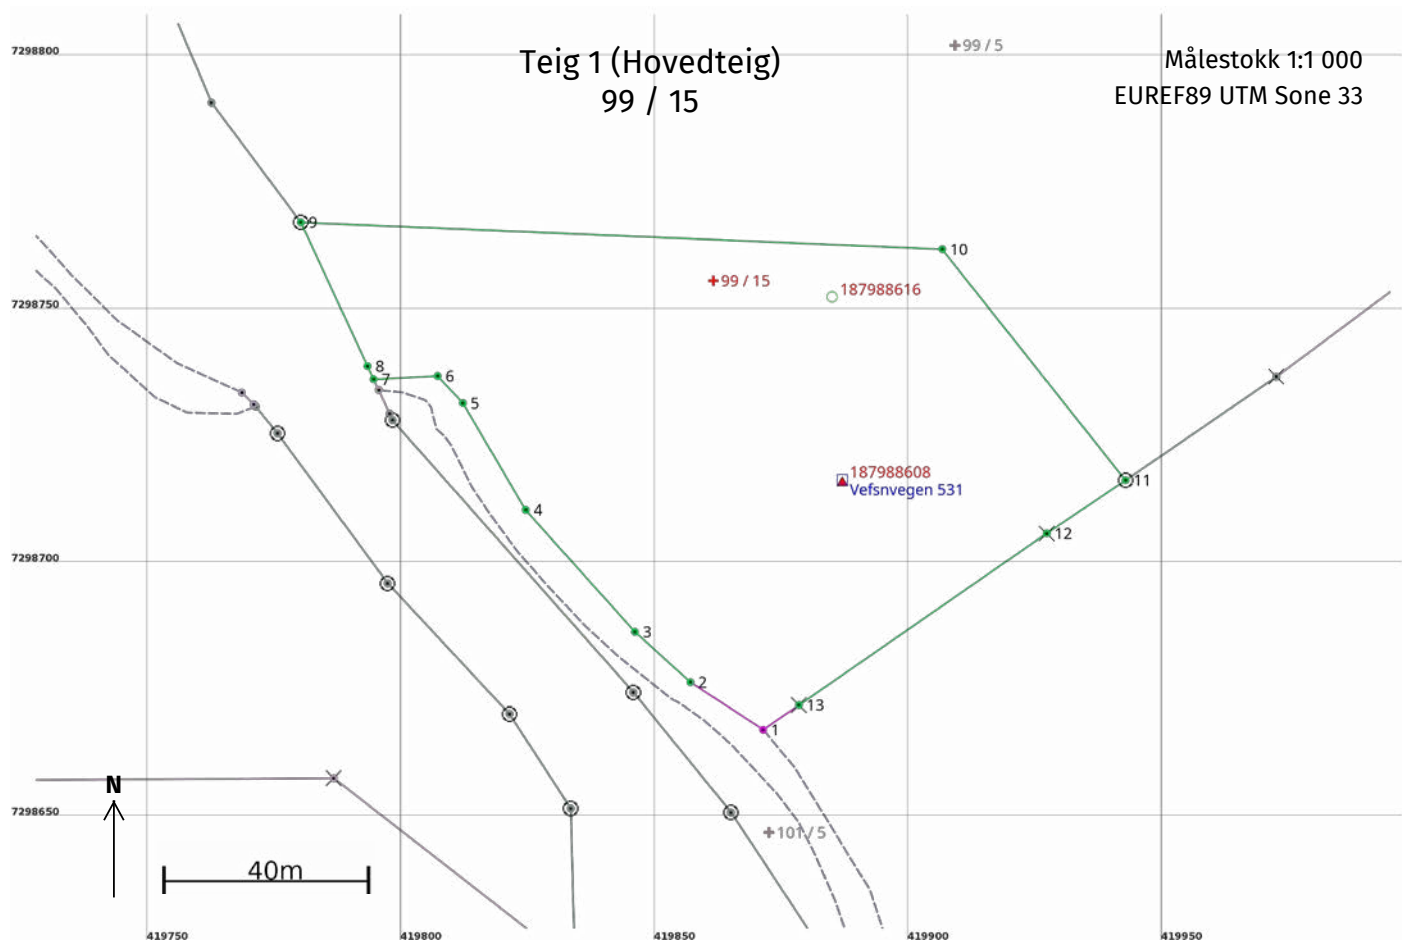 Teig 1 (Hovedteig)
99 / 15
Målestokk 1:1 000
EUREF89 UTM Sone 33
7298800
99 / 5
9
10
99 / 15
187988616
7298750
8
7
6
5
187988608
Vefsnvegen 531
11
4
12
7298700
3
2
13
1
N
7298650
101 / 5
40m
419750
419800
419850
419900
419950